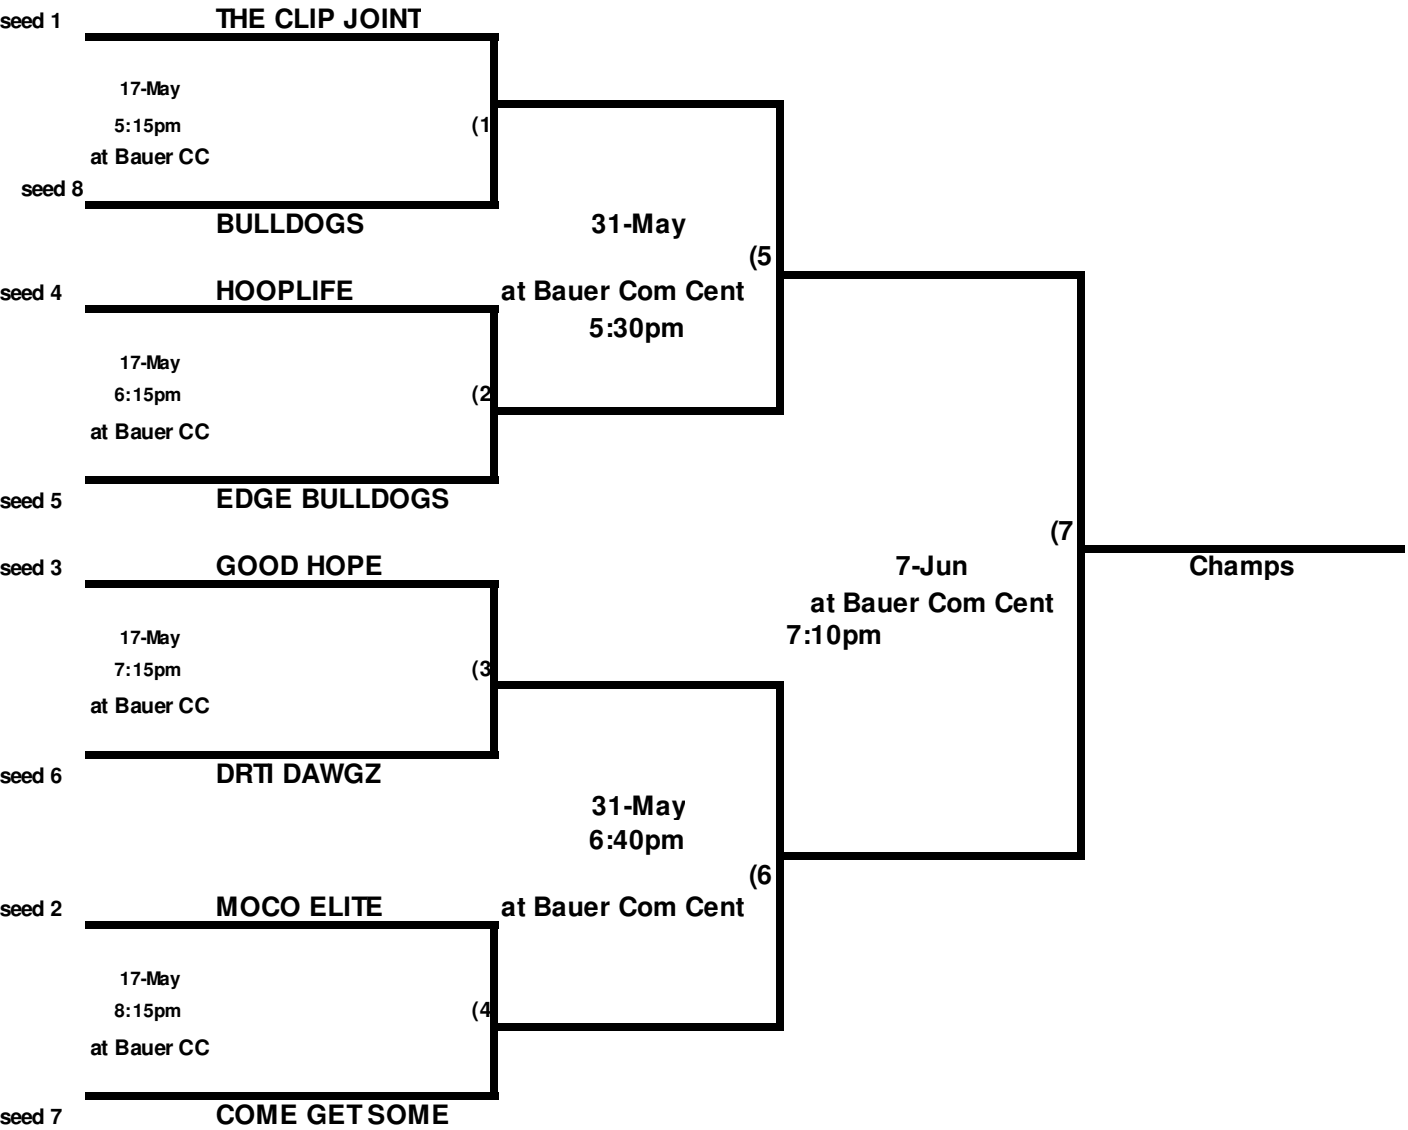 seed 1 THE CLIP JOINT
17-May
5:15pm (1
at Bauer CC
seed 8
BULLDOGS 31-May
(5
seed 4 HOOPLIFE at Bauer Com Cent
5:30pm
17-May
6:15pm (2
at Bauer CC
seed 5 EDGE BULLDOGS
(7
seed 3 GOOD HOPE 7-Jun Champs
at Bauer Com Cent
17-May 7:10pm
7:15pm (3
at Bauer CC
seed 6 DRTI DAWGZ
31-May
6:40pm
(6
seed 2 MOCO ELITE at Bauer Com Cent
17-May
8:15pm (4
at Bauer CC
seed 7 COME GET SOME